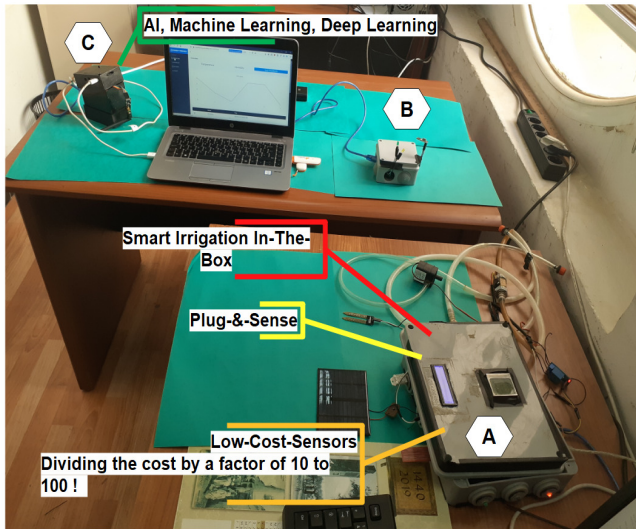 AI, Machine Learning, Deep Learning
C
B
Smart Irrigation In-The-
Box
Plug-&-Sense
A
Low-Cost-Sensors
Dividing the cost by a factor of 10 to
100 !